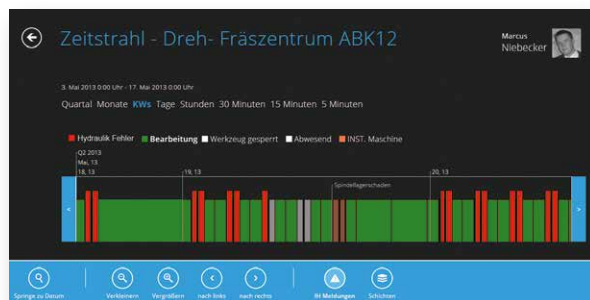 Zeitstrahl - Dreh- Fräszentrum ABK12
Marcus
Niebecker
3. Mai 2013 0:00 Uhr - 17. Mai 2013 0:00 Uhr
Quartal Monate KWs Tage Stunden 30 Minuten 15 Minuten 5 Minuten
Hydraulik Fehler Bearbeitung Werkzeug gesperrt Abwesend INST. Maschine
Q2 2013
Mai, 13
18, 13 19, 13 20, 13
Spindellagerschaden
< >
Springe zu Datum Verkleinern Vergrößern nach links nach rechts IH Meldungen Schichten